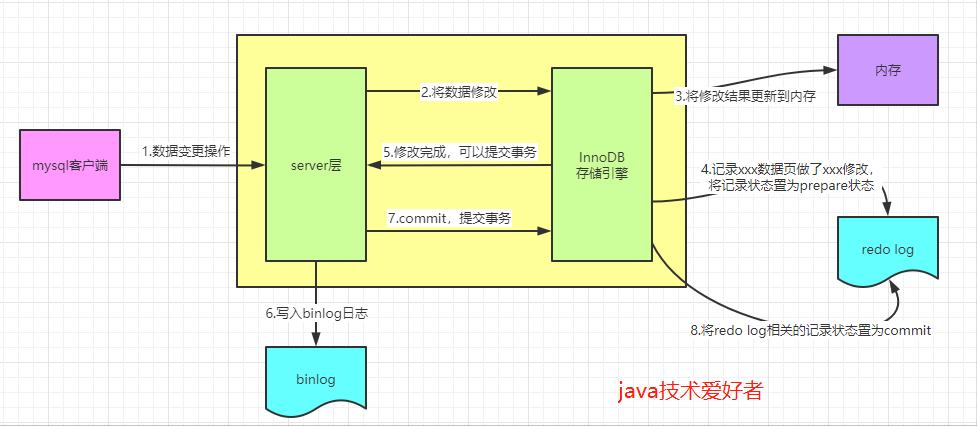 内存
2.将数据修改
3.将修改结果更新到内存
mysql客户端
1.数据变更操作
server层
5.修改完成，可以提交事务
InnoDB
存储引擎
4.记录xxx数据页做了xxx修改，
将记录状态置为prepare状态
7.commit，提交事务
redo log
6.写入binlog日志
8.将redo log相关的记录状态置为commit
binlog
java技术爱好者